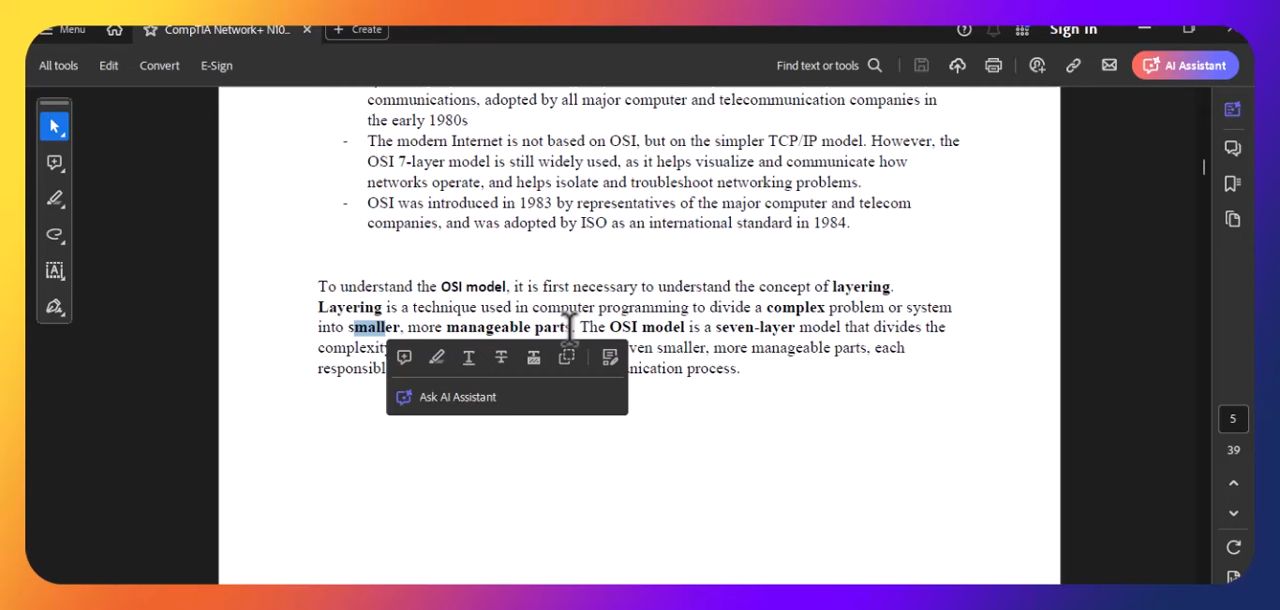 Menu
CompTIA Network+ N10...
Create
Sign in
All tools
Edit
Convert
E-Sign
Find text or tools
AI Assistant
communications, adopted by all major computer and telecommunication companies in
the early 1980s
- The modern Internet is not based on OSI, but on the simpler TCP/IP model. However, the
OSI 7-layer model is still widely used, as it helps visualize and communicate how
networks operate, and helps isolate and troubleshoot networking problems.
- OSI was introduced in 1983 by representatives of the major computer and telecom
companies, and was adopted by ISO as an international standard in 1984.
To understand the OSI model, it is first necessary to understand the concept of layering.
Layering is a technique used in computer programming to divide a complex problem or system
into smaller, more manageable parts. The OSI model is a seven-layer model that divides the
complexity ven smaller, more manageable parts, each
responsibl nication process.
Ask AI Assistant
5
39